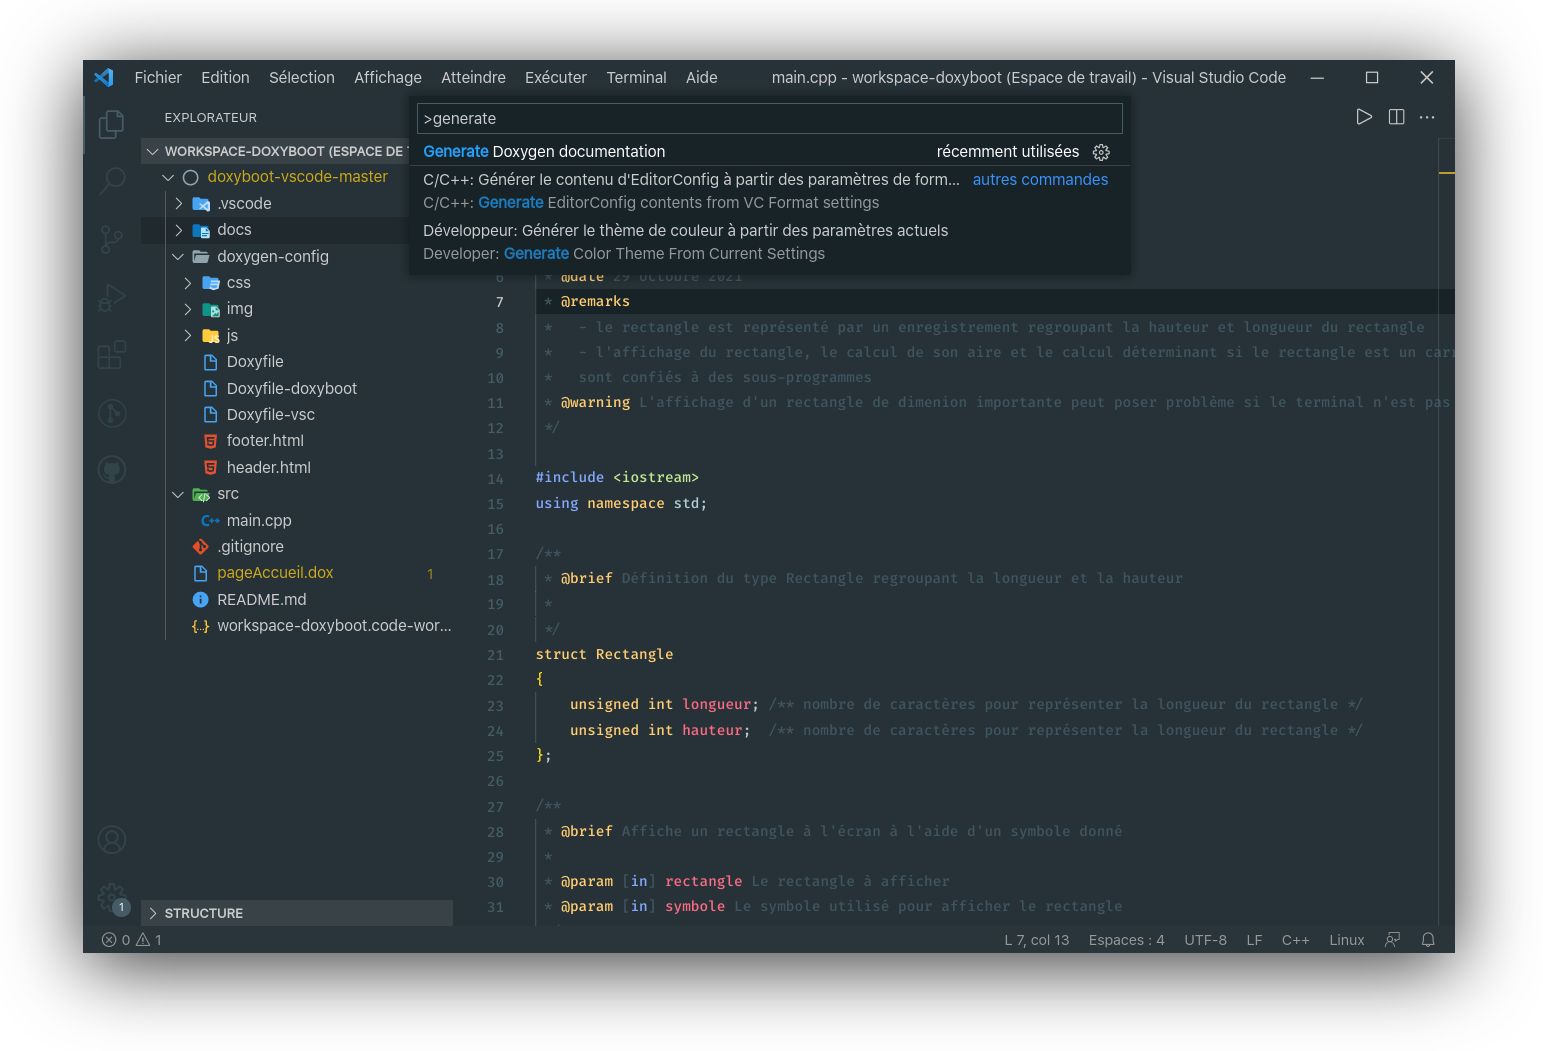 Fichier Edition Sélection Affichage Atteindre Exécuter Terminal Aide main.cpp - workspace-doxyboot (Espace de travail) - Visual Studio Code
EXPLORATEUR
WORKSPACE-DOXYBOOT (ESPACE DE
doxyboot-vscode-master
.vscode
docs
doxygen-config
css
img
js
Doxyfile
Doxyfile-doxyboot
Doxyfile-vsc
footer.html
header.html
src
main.cpp
.gitignore
pageAccueil.dox 1
README.md
workspace-doxyboot.code-wor...
STRUCTURE
1
>generate
Generate Doxygen documentation récemment utilisées
C/C++: Générer le contenu d'EditorConfig à partir des paramètres de form... autres commandes
C/C++: Generate EditorConfig contents from VC Format settings
Développeur: Générer le thème de couleur à partir des paramètres actuels
Developer: Generate Color Theme From Current Settings
6 * @date 29 octobre 2021
7 * @remarks
8 * - le rectangle est représenté par un enregistrement regroupant la hauteur et longueur du rectangle
9 * - l'affichage du rectangle, le calcul de son aire et le calcul déterminant si le rectangle est un carr
10 * sont confiés à des sous-programmes
11 * @warning L'affichage d'un rectangle de dimenion importante peut poser problème si le terminal n'est pas
12 */
13
14 #include <iostream>
15 using namespace std;
16
17 /**
18 * @brief Définition du type Rectangle regroupant la longueur et la hauteur
19 *
20 */
21 struct Rectangle
22 {
23 unsigned int longueur; /** nombre de caractères pour représenter la longueur du rectangle */
24 unsigned int hauteur; /** nombre de caractères pour représenter la longueur du rectangle */
25 };
26
27 /**
28 * @brief Affiche un rectangle à l'écran à l'aide d'un symbole donné
29 *
30 * @param [in] rectangle Le rectangle à afficher
31 * @param [in] symbole Le symbole utilisé pour afficher le rectangle
0 1 L 7, col 13 Espaces : 4 UTF-8 LF C++ Linux